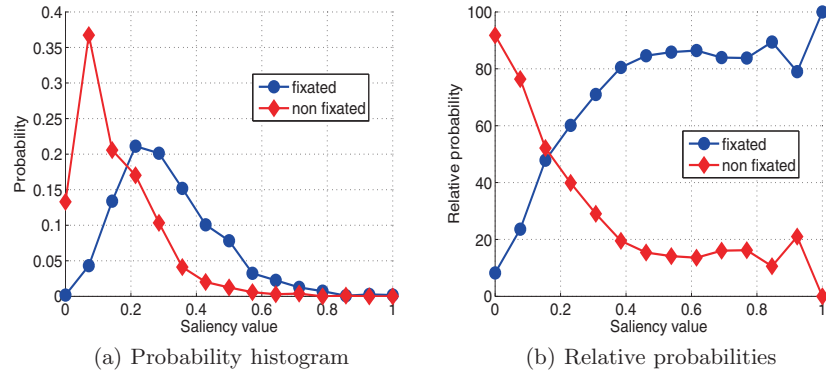 0.4
0.35
0.3
0.25
0.2
0.15
0.1
0.05
0
Probability
fixated
non fixated
0 0.2 0.4 0.6 0.8 1
Saliency value
(a) Probability histogram
100
80
60
40
20
0
Relative probability
fixated
non fixated
0 0.2 0.4 0.6 0.8 1
Saliency value
(b) Relative probabilities